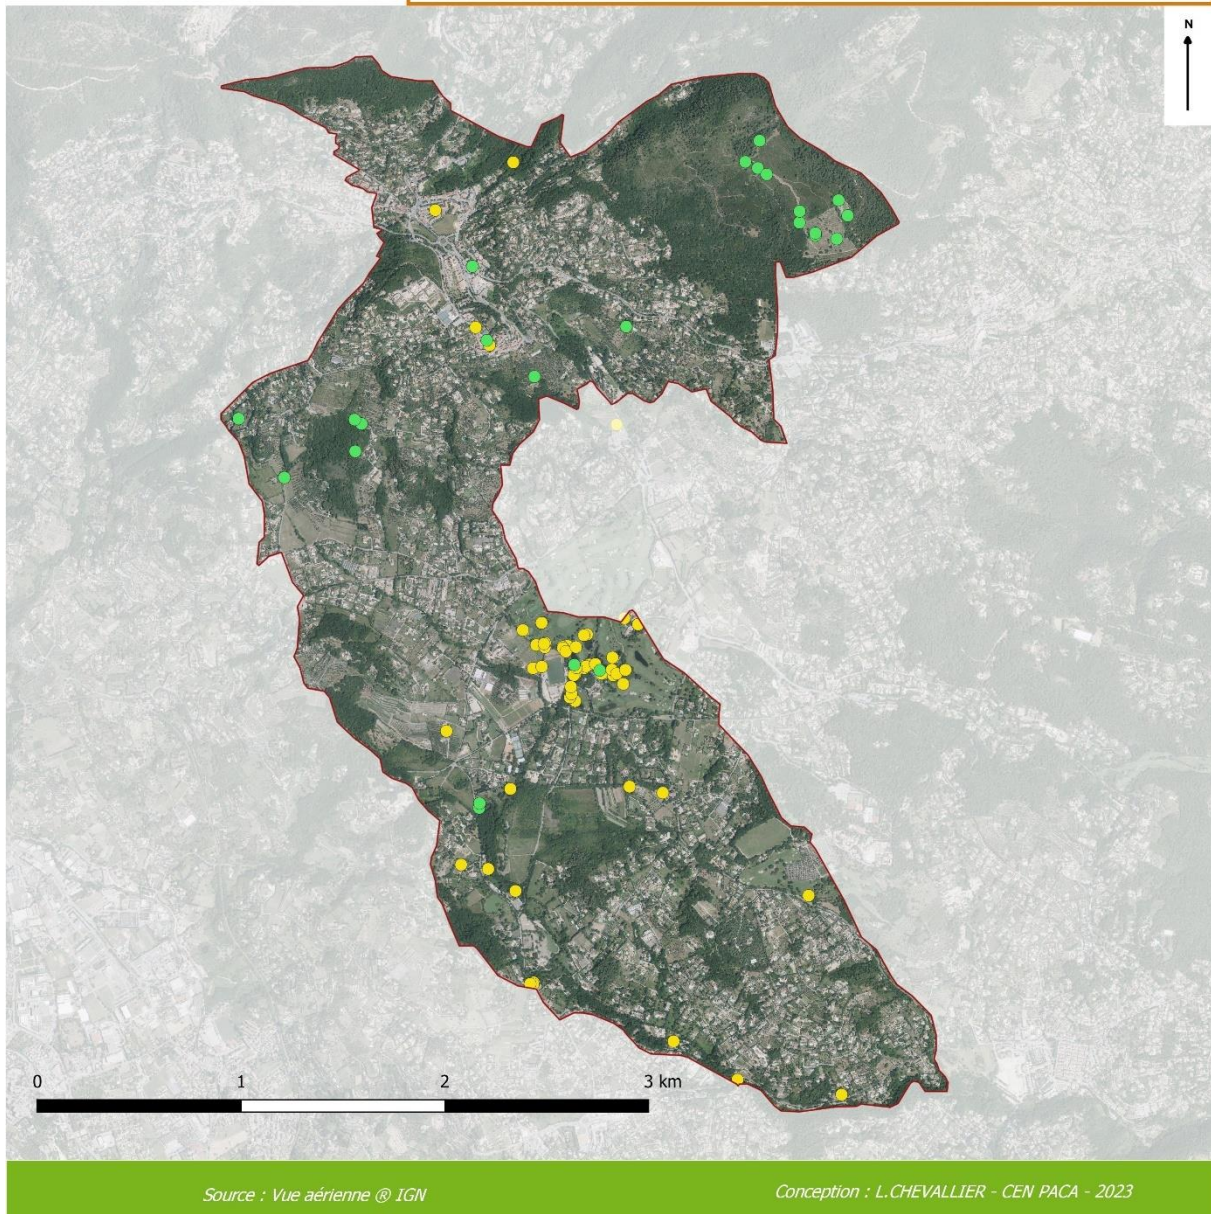 N
0 1 2 3 km
Source : Vue aérienne ® IGN
Conception : L.CHEVALLIER - CEN PACA - 2023